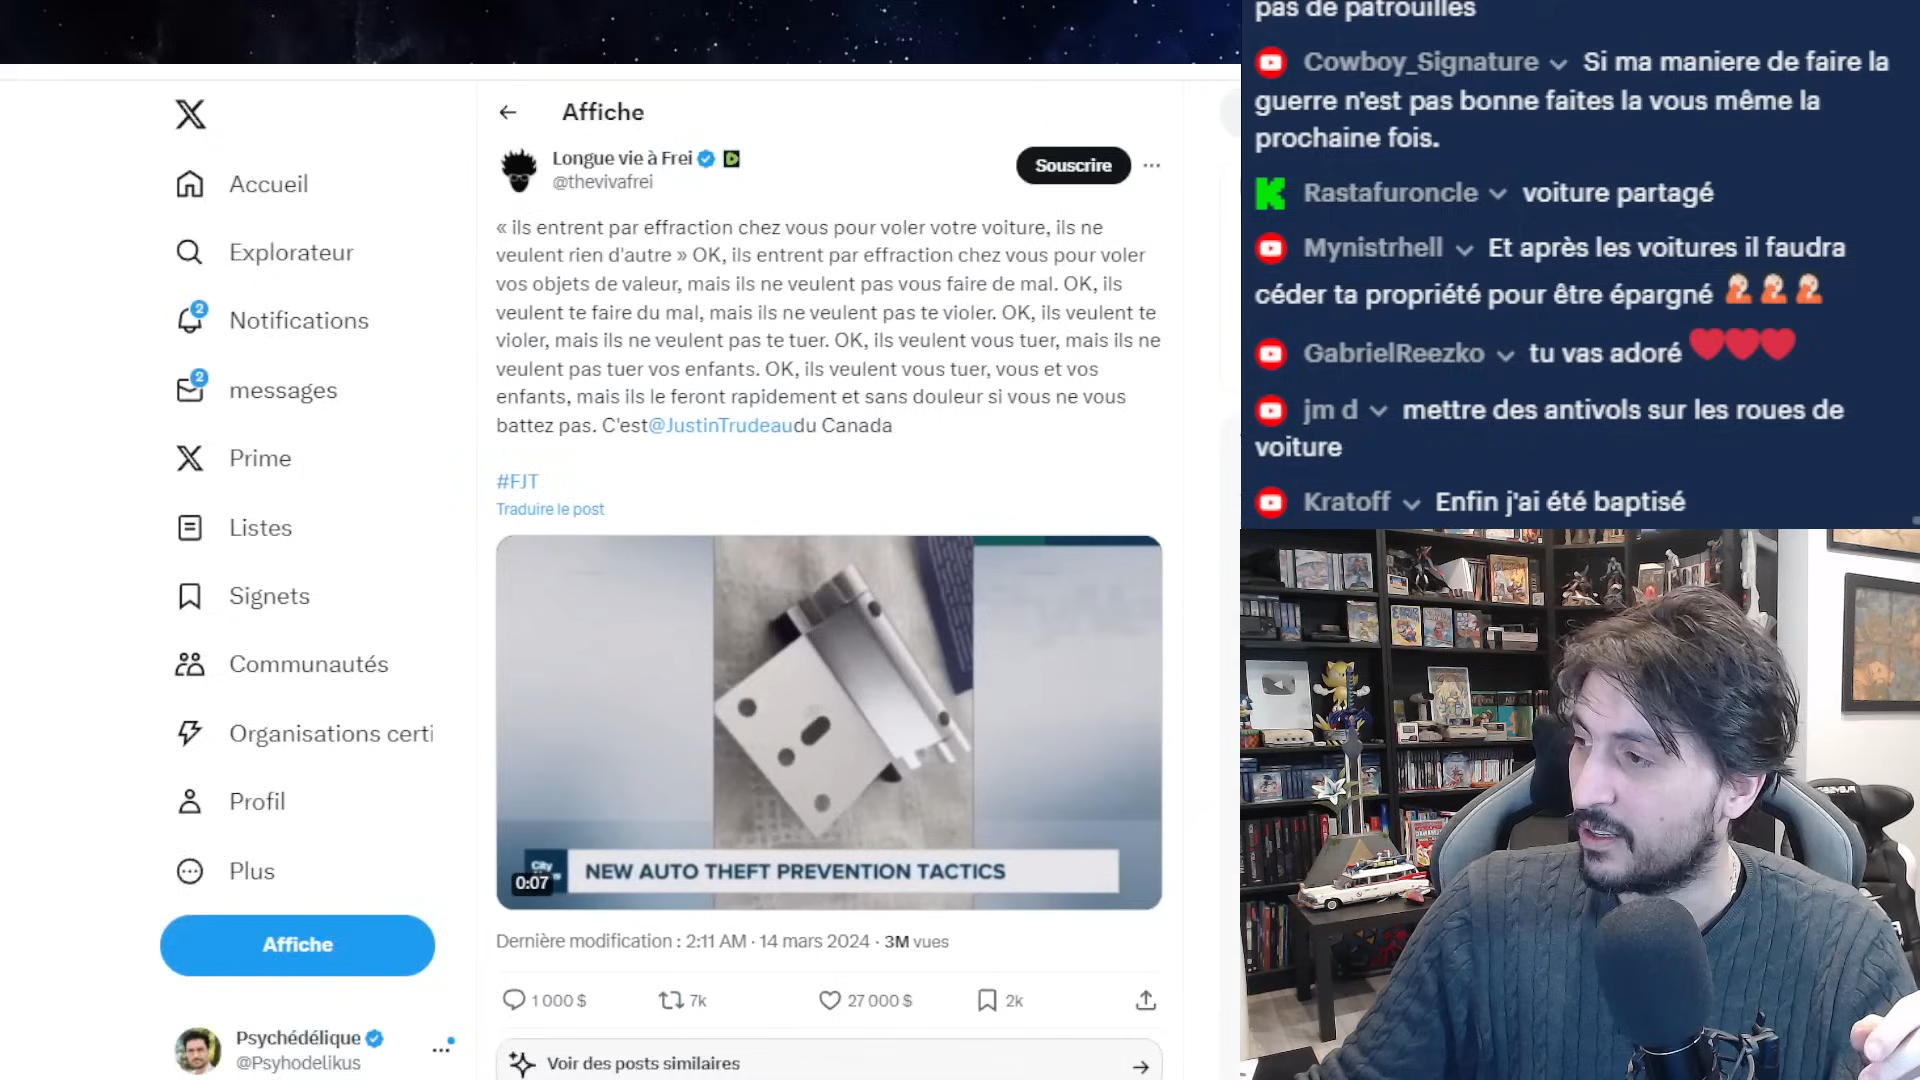 Affiche
Longue vie à Frei
@thevivafrei
Souscrire
« ils entrent par effraction chez vous pour voler votre voiture, ils ne
veulent rien d'autre » OK, ils entrent par effraction chez vous pour voler
vos objets de valeur, mais ils ne veulent pas vous faire de mal. OK, ils
veulent te faire du mal, mais ils ne veulent pas te violer. OK, ils veulent te
violer, mais ils ne veulent pas te tuer. OK, ils veulent vous tuer, mais ils ne
veulent pas tuer vos enfants. OK, ils veulent vous tuer, vous et vos
enfants, mais ils le feront rapidement et sans douleur si vous ne vous
battez pas. C'est@JustinTrudeaudu Canada
#FJT
Traduire le post
City
NEW AUTO THEFT PREVENTION TACTICS
0:07
Dernière modification : 2:11 AM · 14 mars 2024 · 3M vues
1 000 $
7k
27 000 $
2k
Voir des posts similaires
Accueil
Explorateur
2
Notifications
2
messages
Prime
Listes
Signets
Communautés
Organisations certi
Profil
Plus
Affiche
Psychédélique
@Psyhodelikus
pas de patrouilles
Cowboy_Signature Si ma maniere de faire la
guerre n'est pas bonne faites la vous même la
prochaine fois.
Rastafuroncle voiture partagé
Mynistrhell Et après les voitures il faudra
céder ta propriété pour être épargné
GabrielReezko tu vas adoré
jm d mettre des antivols sur les roues de
voiture
Kratoff Enfin j'ai été baptisé